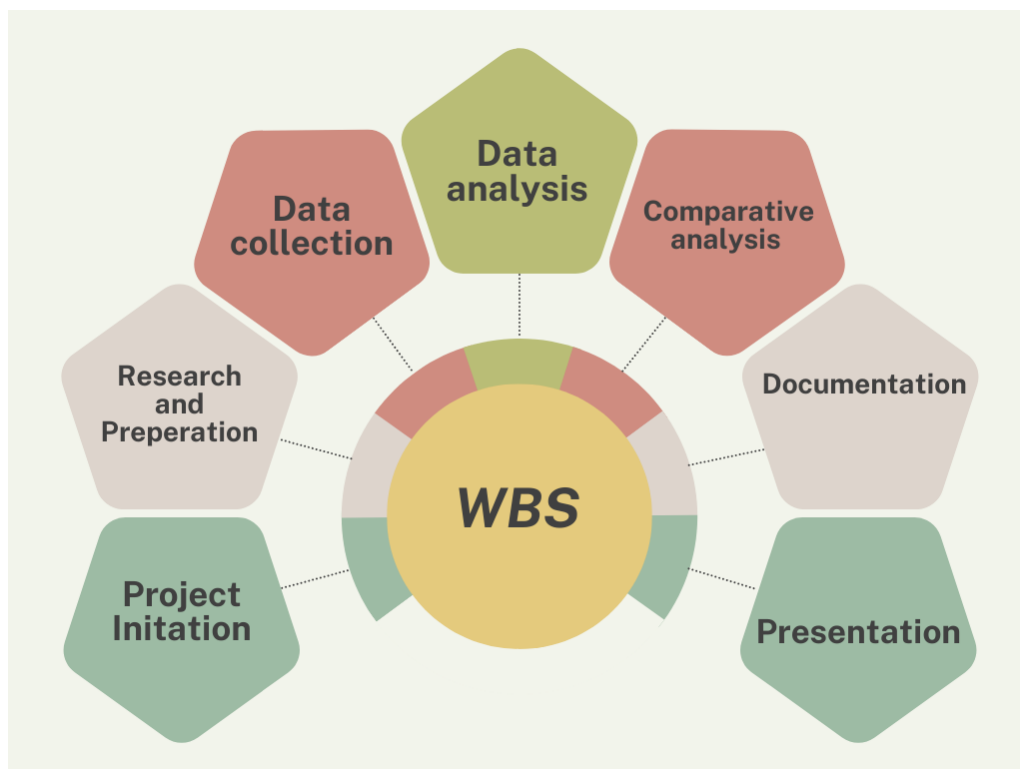 Data
analysis
Data
collection
Comparative
analysis
Research
and
Preperation
Documentation
WBS
Project
Initation
Presentation